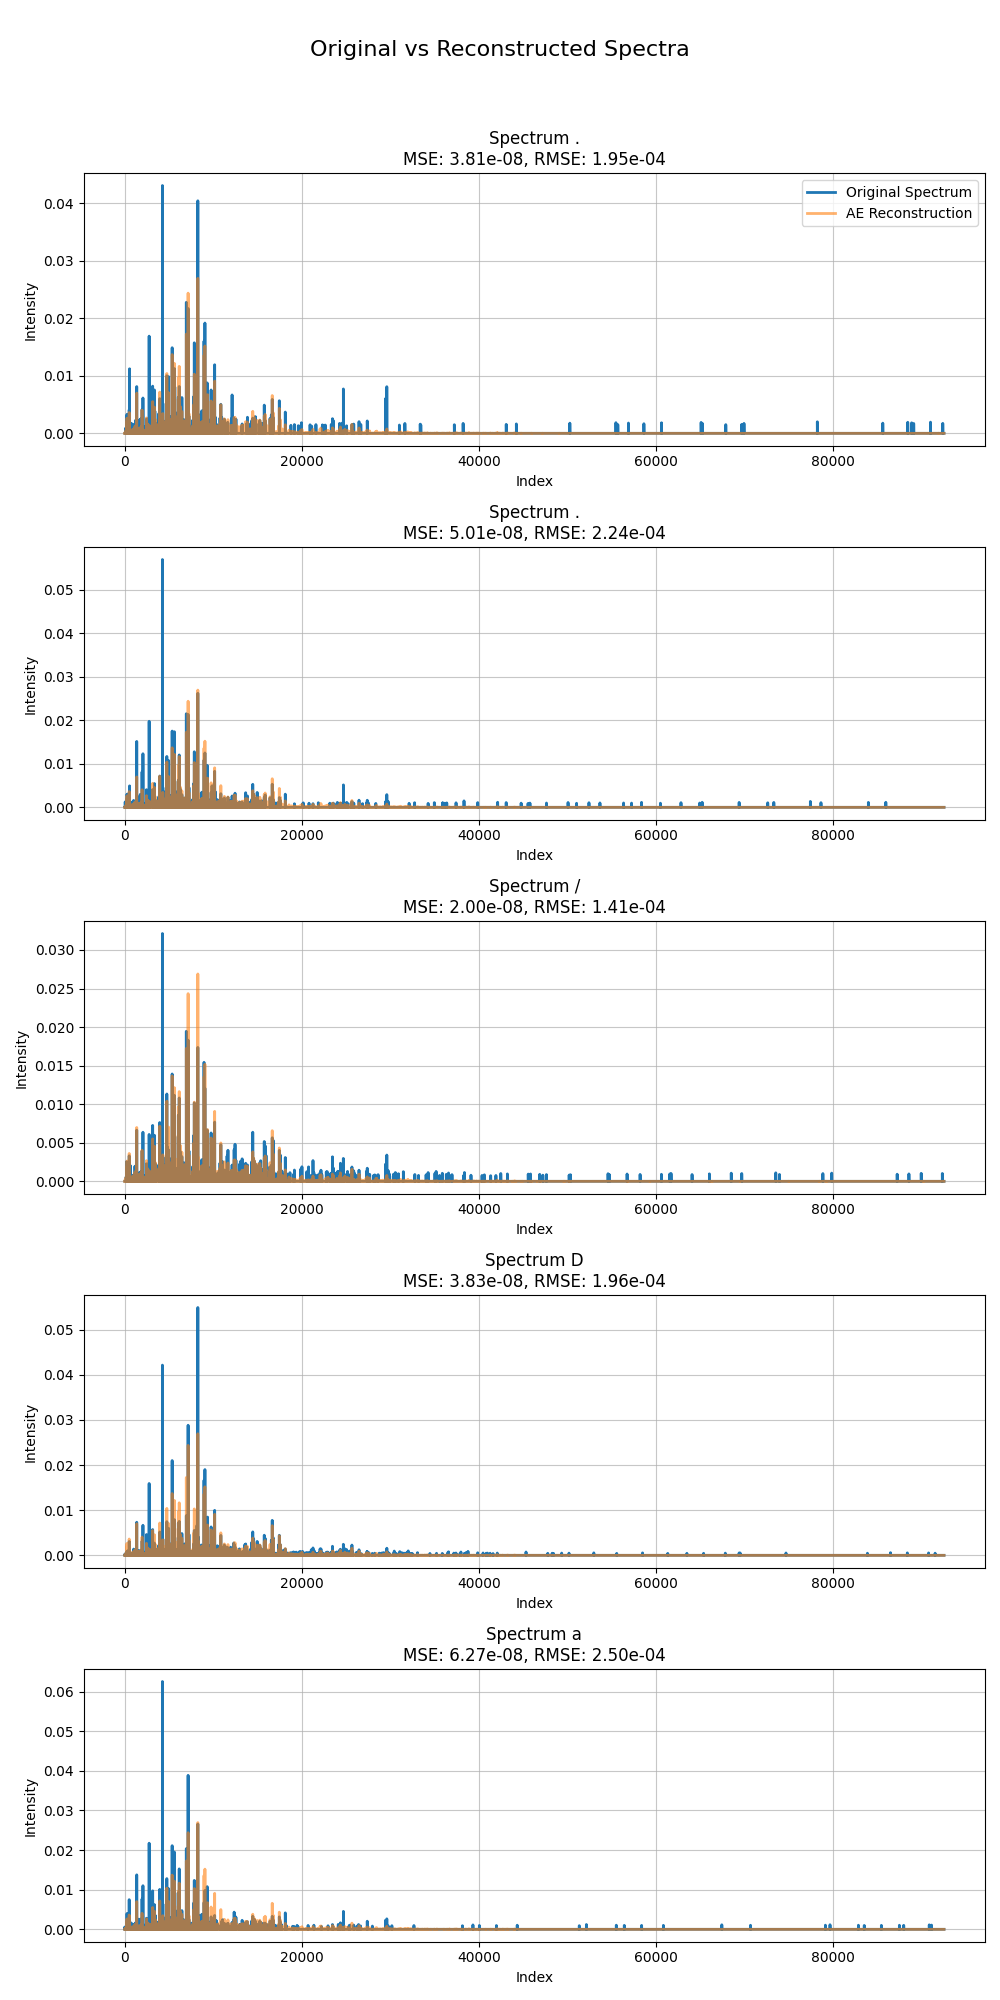 Original vs Reconstructed Spectra
Spectrum .
MSE: 3.81e-08, RMSE: 1.95e-04
Original Spectrum
AE Reconstruction
0.04
0.03
0.02
0.01
0.00
Intensity
0 20000 40000 60000 80000
Index
Spectrum .
MSE: 5.01e-08, RMSE: 2.24e-04
0.05
0.04
0.03
0.02
0.01
0.00
Intensity
0 20000 40000 60000 80000
Index
Spectrum /
MSE: 2.00e-08, RMSE: 1.41e-04
0.030
0.025
0.020
0.015
0.010
0.005
0.000
Intensity
0 20000 40000 60000 80000
Index
Spectrum D
MSE: 3.83e-08, RMSE: 1.96e-04
0.05
0.04
0.03
0.02
0.01
0.00
Intensity
0 20000 40000 60000 80000
Index
Spectrum a
MSE: 6.27e-08, RMSE: 2.50e-04
0.06
0.05
0.04
0.03
0.02
0.01
0.00
Intensity
0 20000 40000 60000 80000
Index